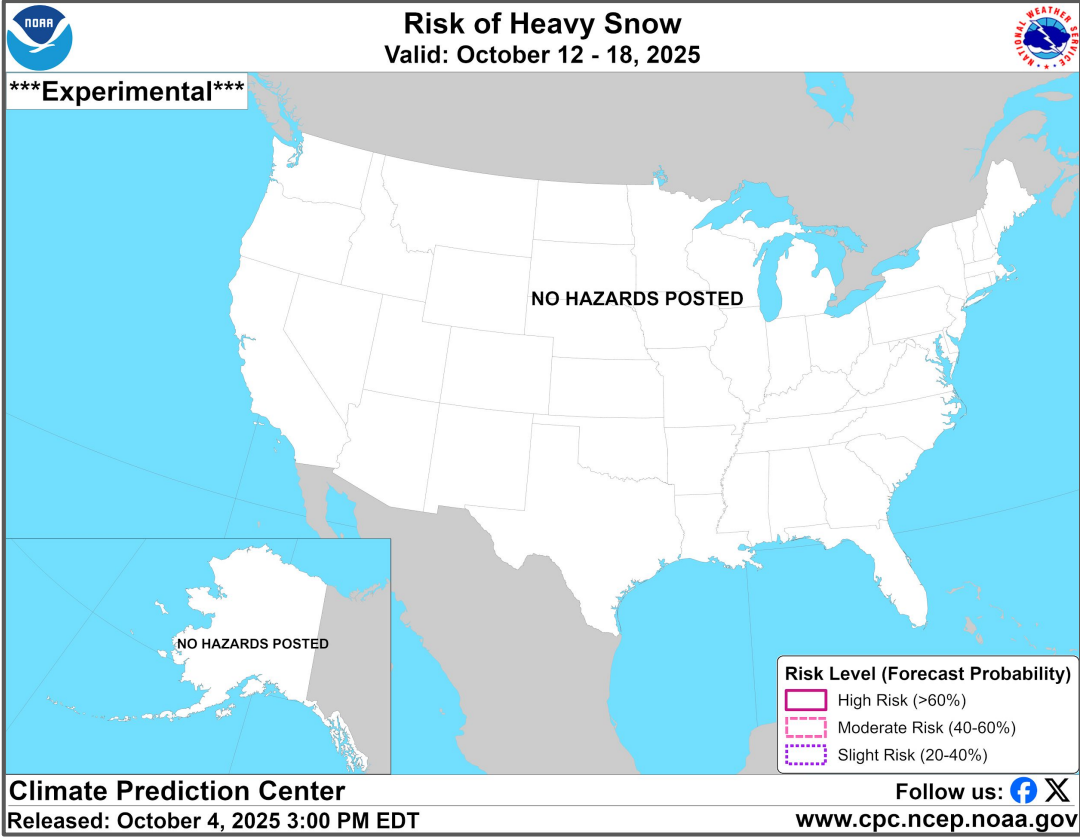 NOAA
Risk of Heavy Snow
Valid: October 12 - 18, 2025
NATIONAL WEATHER SERVICE
***Experimental***
NO HAZARDS POSTED
NO HAZARDS POSTED
Risk Level (Forecast Probability)
High Risk (>60%)
Moderate Risk (40-60%)
Slight Risk (20-40%)
Climate Prediction Center
Follow us:
Released: October 4, 2025 3:00 PM EDT
www.cpc.ncep.noaa.gov